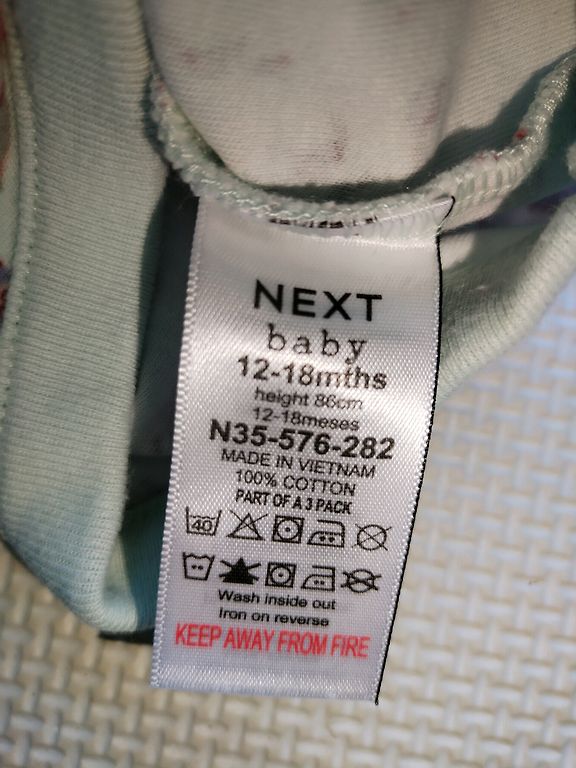 NEXT
baby
12-18mths
height 86cm
12-18meses
N35-576-282
MADE IN VIETNAM
100% COTTON
PART OF A 3 PACK
40
Wash inside out
Iron on reverse
KEEP AWAY FROM FIRE